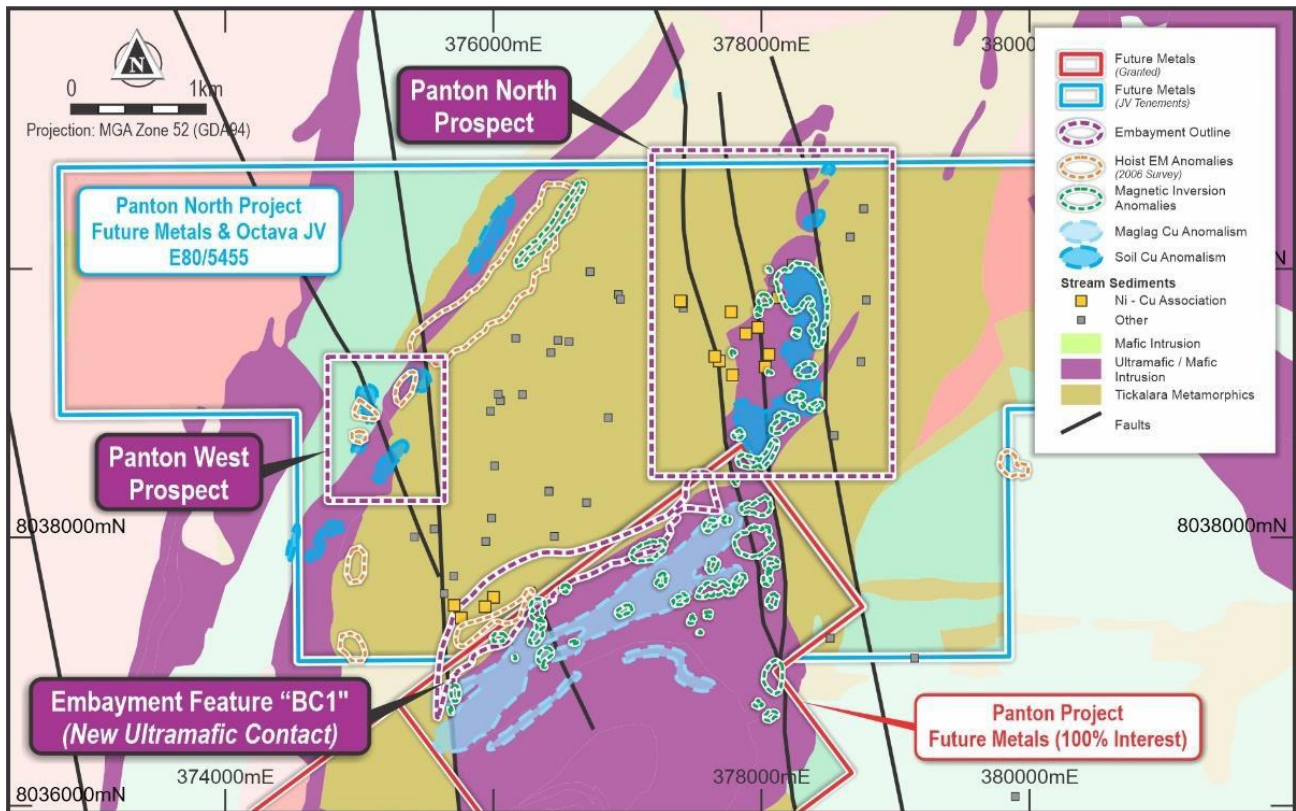 376000mE
378000mE
38000
N
0
1km
Projection: MGA Zone 52 (GDA94)
Panton North
Prospect
Future Metals
(Granted)
Future Metals
(JV Tenements)
Embayment Outline
Hoist EM Anomalies
(2006 Survey)
Magnetic Inversion
Anomalies
Maglag Cu Anomalism
Soil Cu Anomalism
Stream Sediments
Ni - Cu Association
Other
Mafic Intrusion
Ultramafic / Mafic
Intrusion
Tickalara Metamorphics
Faults
Panton North Project
Future Metals & Octava JV
E80/5455
N
Panton West
Prospect
8038000mN
8038000mN
Embayment Feature “BC1"
(New Ultramafic Contact)
Panton Project
Future Metals (100% Interest)
374000mE
378000mE
380000mE
8036000mN